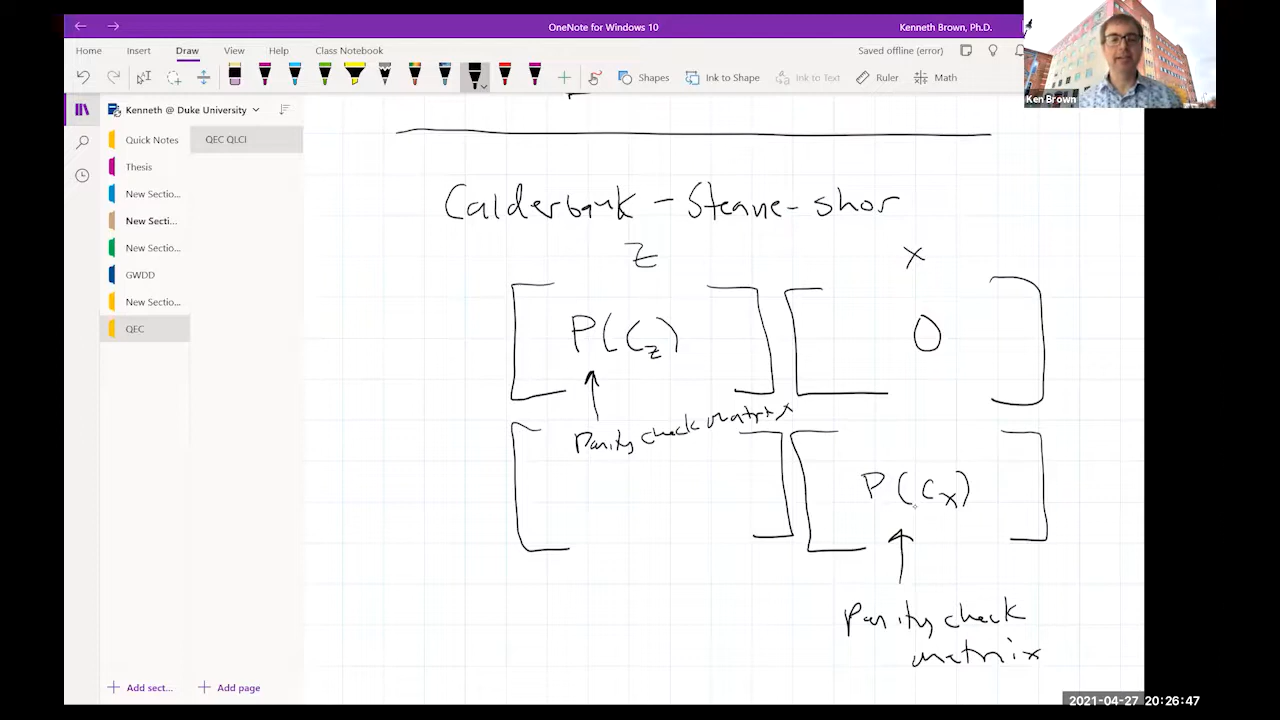 OneNote for Windows 10
Kenneth Brown, Ph.D.
Home Insert Draw View Help Class Notebook
Saved offline (error)
Shapes Ink to Shape Ink to Text Ruler Math
Ken Brown
Kenneth @ Duke University
Quick Notes
QEC QLCI
Thesis
New Sectio...
New Secti...
New Sectio...
GWDD
New Sectio...
QEC
Calderbank - Steane - Shor
Z X
P(Cz) 0
Parity check matrix
P(Cx)
Parity check
matrix
Add sect... Add page
2021-04-27 20:26:47